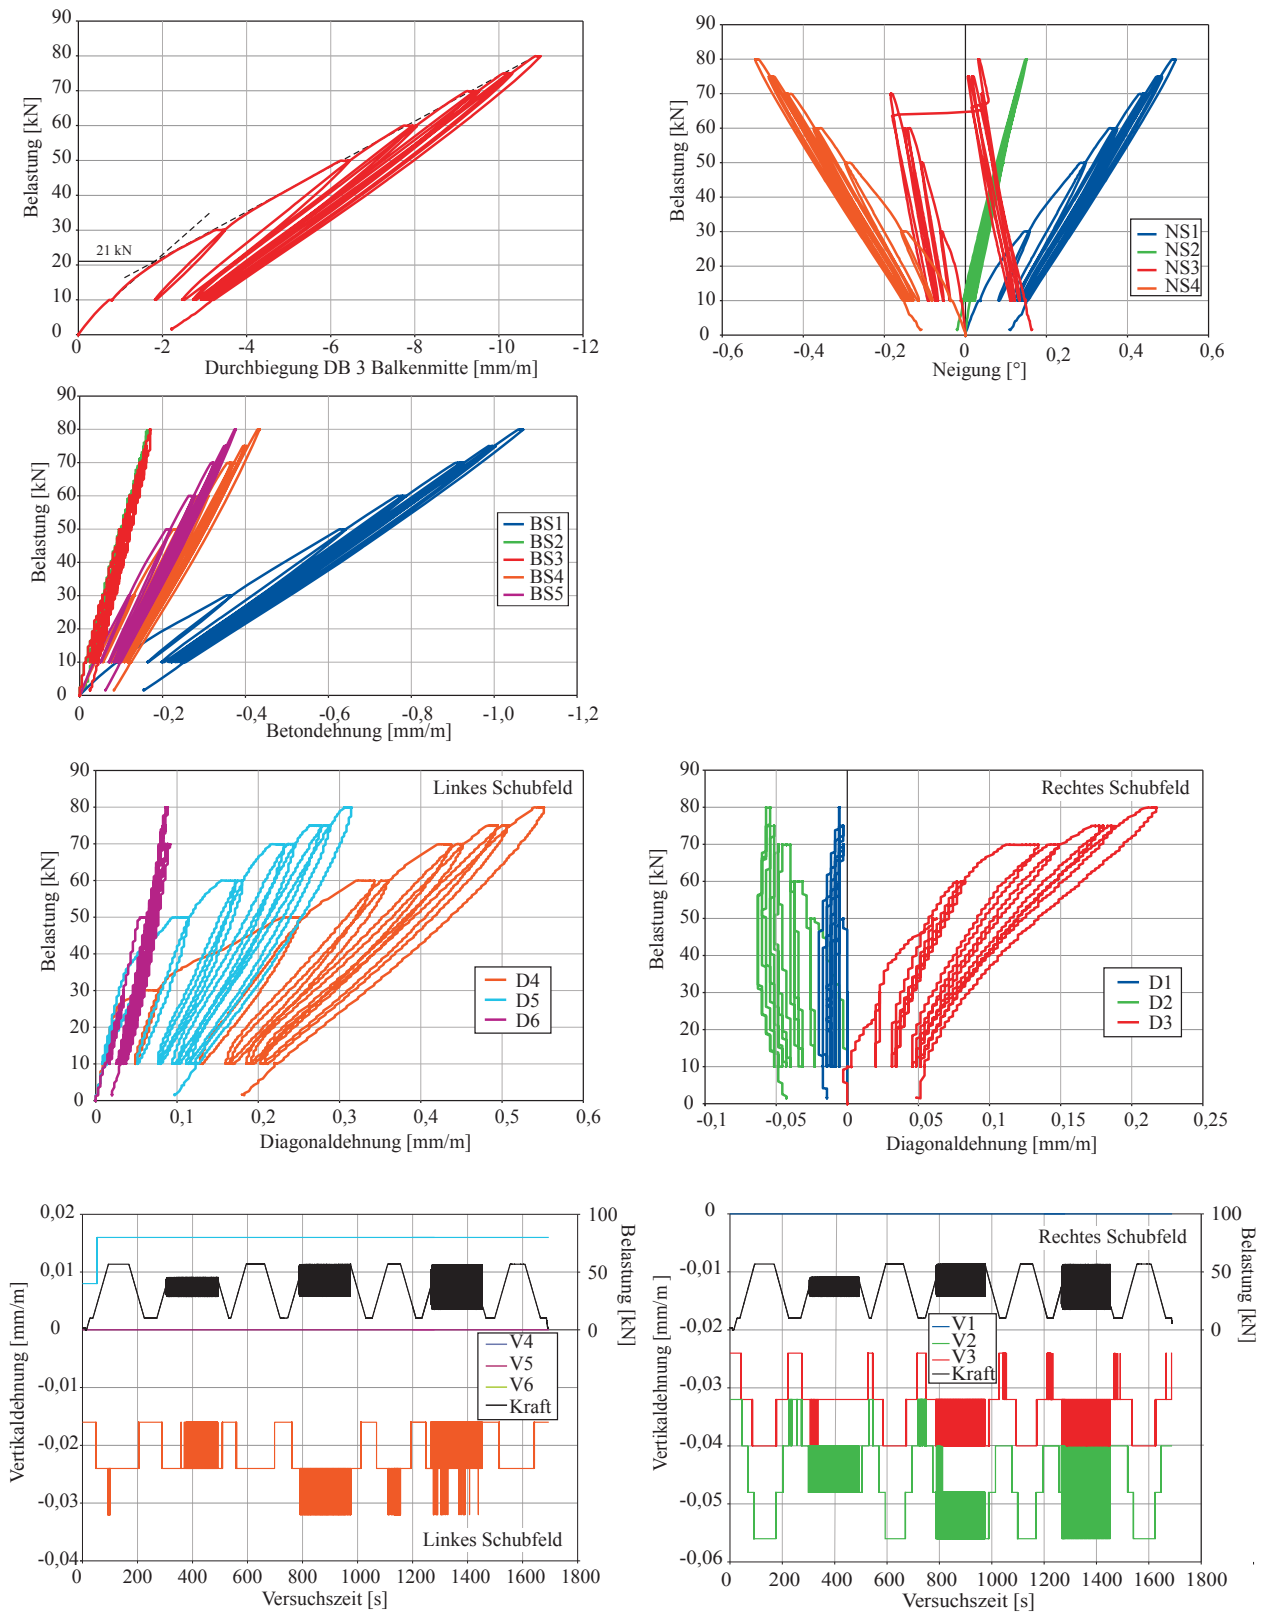 90
80
70
60
50
40
30
20
10
0
Belastung [kN]
21 kN
0
-2
-4
-6
-8
-10
-12
Durchbiegung DB 3 Balkenmitte [mm/m]
90
80
70
60
50
40
30
20
10
0
Belastung [kN]
NS1
NS2
NS3
NS4
-0,6
-0,4
-0,2
0
0,2
0,4
0,6
Neigung [°]
90
80
70
60
50
40
30
20
10
0
Belastung [kN]
BS1
BS2
BS3
BS4
BS5
0
-0,2
-0,4
-0,6
-0,8
-1,0
-1,2
Betondehnung [mm/m]
90
80
70
60
50
40
30
20
10
0
Belastung [kN]
Linkes Schubfeld
D4
D5
D6
0
0,1
0,2
0,3
0,4
0,5
0,6
Diagonaldehnung [mm/m]
90
80
70
60
50
40
30
20
10
0
Belastung [kN]
Rechtes Schubfeld
D1
D2
D3
-0,1
-0,05
0
0,05
0,1
0,15
0,2
0,25
Diagonaldehnung [mm/m]
0,02
0,01
0
-0,01
-0,02
-0,03
-0,04
Vertikaldehnung [mm/m]
100
50
0
Belastung [kN]
V4
V5
V6
Kraft
Linkes Schubfeld
0
200
400
600
800
1000
1200
1400
1600
1800
Versuchszeit [s]
0
-0,01
-0,02
-0,03
-0,04
-0,05
-0,06
Vertikaldehnung [mm/m]
Rechtes Schubfeld
100
50
0
Belastung [kN]
V1
V2
V3
Kraft
0
200
400
600
800
1000
1200
1400
1600
1800
Versuchszeit [s]